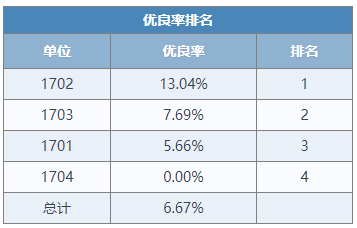 优良率排名
单位 优良率 排名
1702 13.04% 1
1703 7.69% 2
1701 5.66% 3
1704 0.00% 4
总计 6.67%